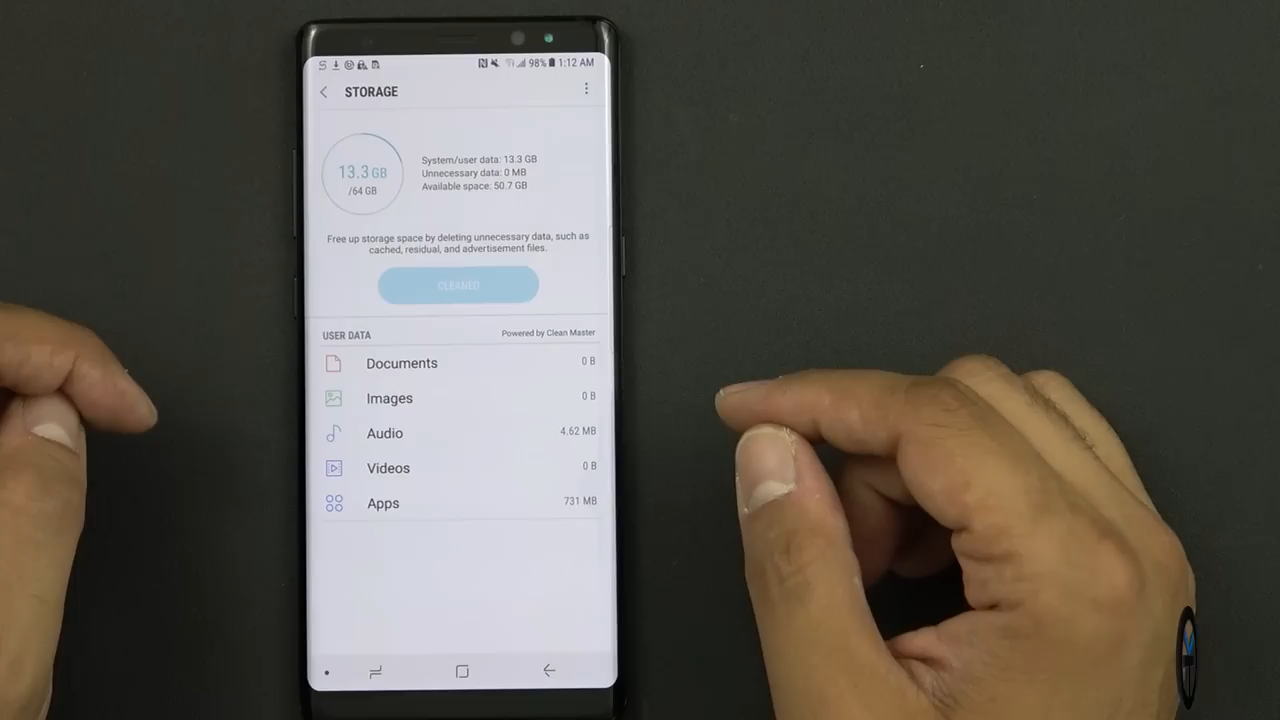 98% 1:12 AM
STORAGE
13.3 GB
/64 GB
System/user data: 13.3 GB
Unnecessary data: 0 MB
Available space: 50.7 GB
Free up storage space by deleting unnecessary data, such as
cached, residual, and advertisement files.
CLEANED
USER DATA Powered by Clean Master
Documents 0 B
Images 0 B
Audio 4.62 MB
Videos 0 B
Apps 731 MB